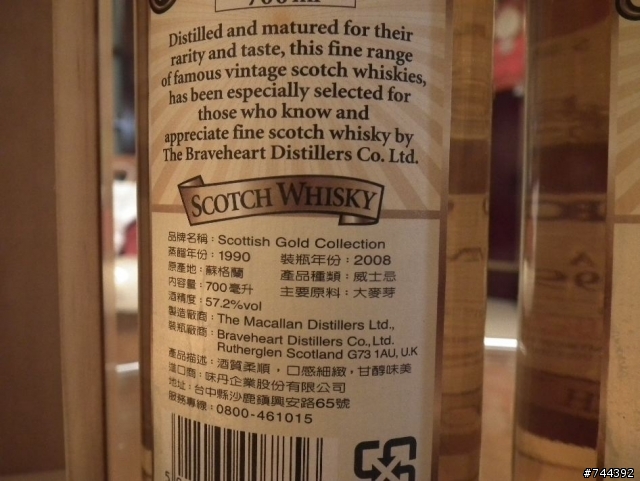 700ml
Distilled and matured for their
rarity and taste, this fine range
of famous vintage scotch whiskies,
has been especially selected for
those who know and
appreciate fine scotch whisky by
The Braveheart Distillers Co. Ltd.
SCOTCH WHISKY
品牌名稱：Scottish Gold Collection
蒸餾年份：1990 裝瓶年份：2008
原產地：蘇格蘭 產品種類：威士忌
內容量：700毫升 主要原料：大麥芽
酒精度：57.2%vol
製造廠商：The Macallan Distillers Ltd.,
裝瓶廠商：Braveheart Distillers Co.,Ltd.
Rutherglen Scotland G73 1AU, U.K
產品描述：酒質柔順，口感細緻，甘醇味美
進口商：味丹企業股份有限公司
地址：台中縣沙鹿鎮興安路65號
服務專線：0800-461015
#744392